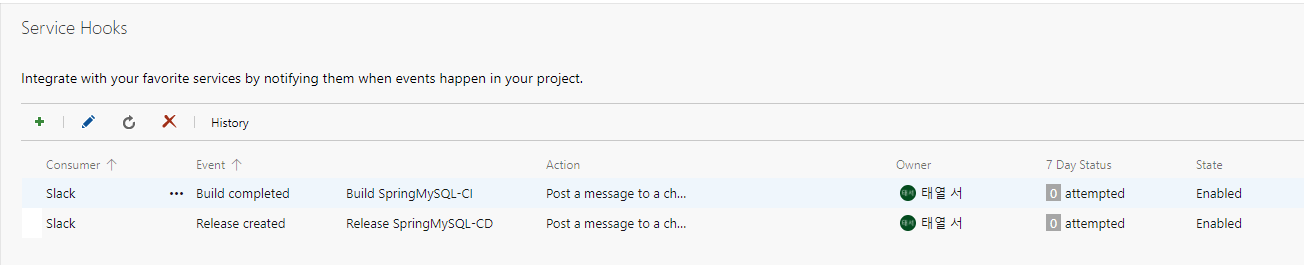 Service Hooks
Integrate with your favorite services by notifying them when events happen in your project.
History
Consumer ↑ Event ↑ Action Owner 7 Day Status State
Slack ••• Build completed Build SpringMySQL-CI Post a message to a ch... 태열 서 0 attempted Enabled
Slack Release created Release SpringMySQL-CD Post a message to a ch... 태열 서 0 attempted Enabled